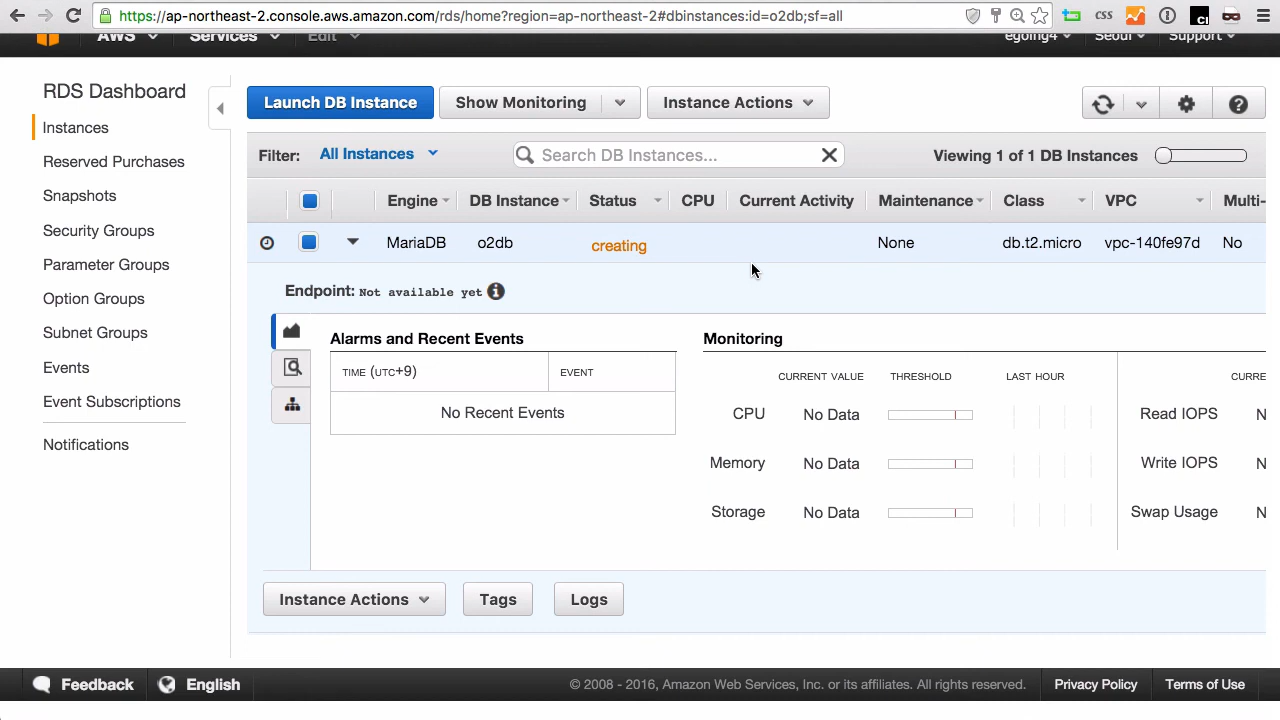 https://ap-northeast-2.console.aws.amazon.com/rds/home?region=ap-northeast-2#dbinstances:id=o2db;sf=all
CSS
AWS Services Edit egoing4 Seoul Support
RDS Dashboard
Instances
Reserved Purchases
Snapshots
Security Groups
Parameter Groups
Option Groups
Subnet Groups
Events
Event Subscriptions
Notifications
Launch DB Instance Show Monitoring Instance Actions
Filter: All Instances Search DB Instances... Viewing 1 of 1 DB Instances
Engine DB Instance Status CPU Current Activity Maintenance Class VPC Multi-
MariaDB o2db creating None db.t2.micro vpc-140fe97d No
Endpoint: Not available yet
Alarms and Recent Events
TIME (UTC+9) EVENT
No Recent Events
Monitoring
CURRENT VALUE THRESHOLD LAST HOUR CURRE
CPU No Data Read IOPS N
Memory No Data Write IOPS N
Storage No Data Swap Usage N
Instance Actions Tags Logs
Feedback English © 2008 - 2016, Amazon Web Services, Inc. or its affiliates. All rights reserved. Privacy Policy Terms of Use